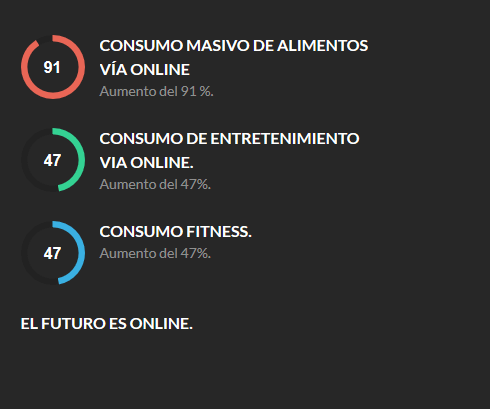 91
CONSUMO MASIVO DE ALIMENTOS
VÍA ONLINE
Aumento del 91 %.
47
CONSUMO DE ENTRETENIMIENTO
VIA ONLINE.
Aumento del 47%.
47
CONSUMO FITNESS.
Aumento del 47%.
EL FUTURO ES ONLINE.